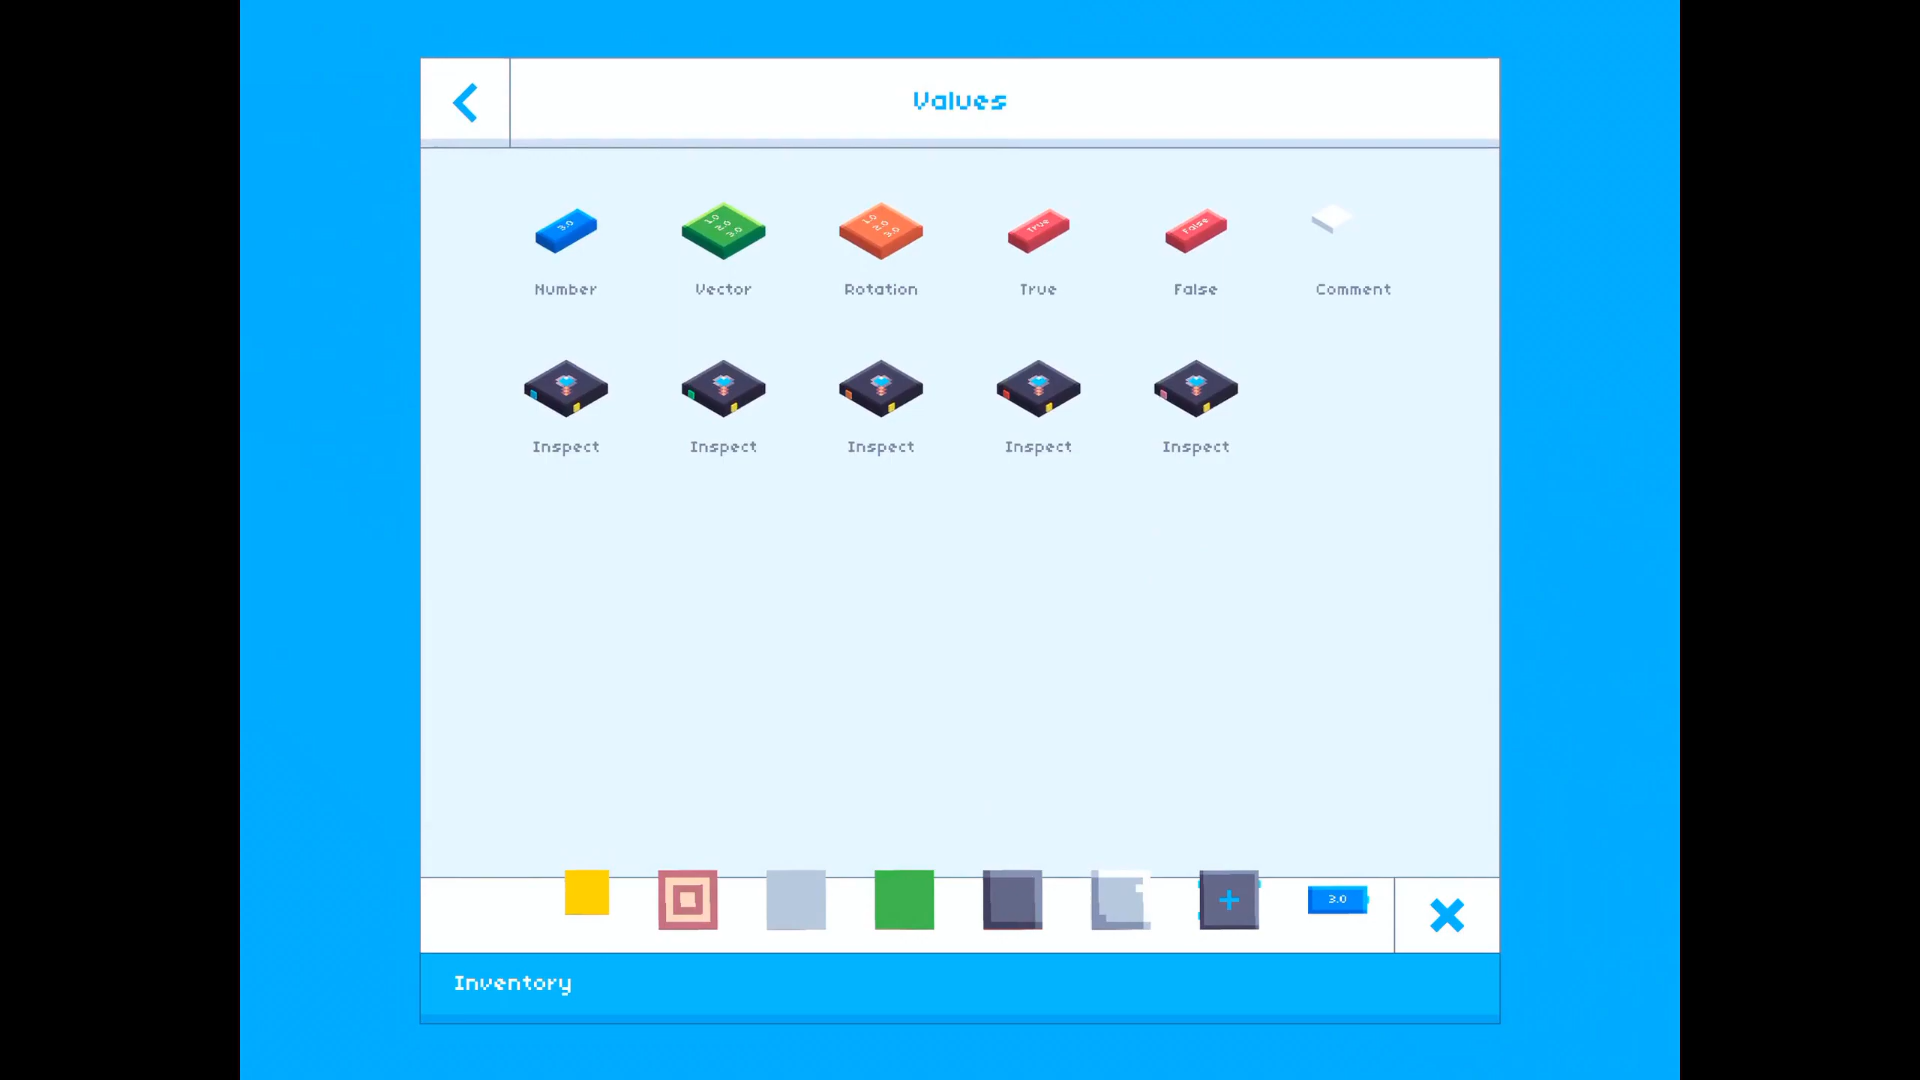 Values
3.0
1.0
2.0
3.0
1.0
2.0
3.0
True
False
Number
Vector
Rotation
True
False
Comment
Inspect
Inspect
Inspect
Inspect
Inspect
3.0
Inventory